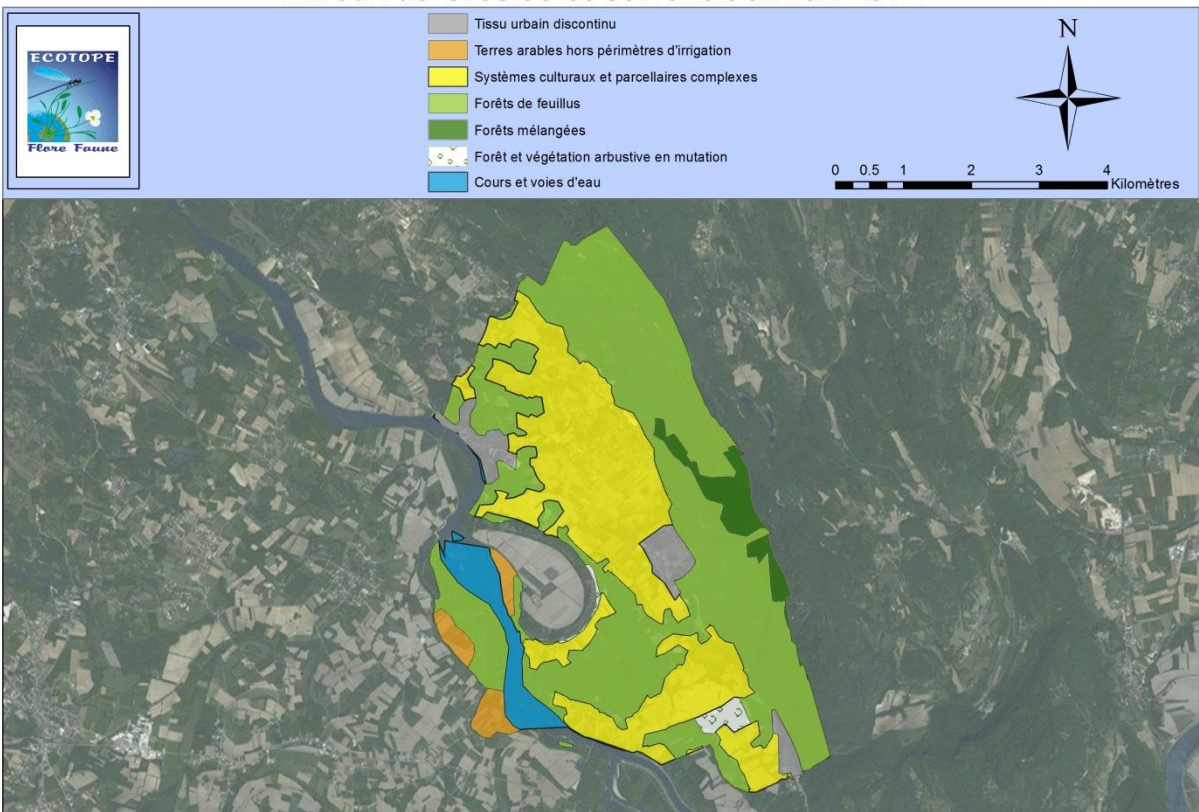 ECOTOPE
Flore Faune
Tissu urbain discontinu
Terres arables hors périmètres d'irrigation
Systèmes culturaux et parcellaires complexes
Forêts de feuillus
Forêts mélangées
Forêt et végétation arbustive en mutation
Cours et voies d'eau
N
0 0.5 1 2 3 4
Kilomètres